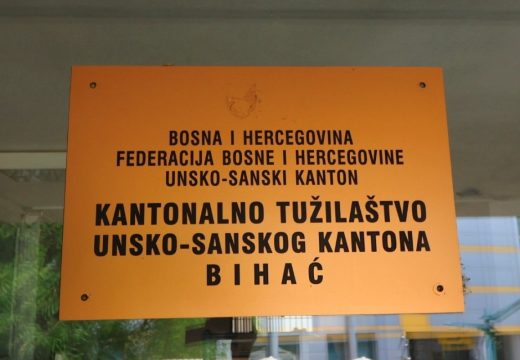 BOSNA I HERCEGOVINA
FEDERACIJA BOSNE I HERCEGOVINE
UNSKO-SANSKI KANTON
KANTONALNO TUŽILAŠTVO
UNSKO-SANSKOG KANTONA
BIHAĆ